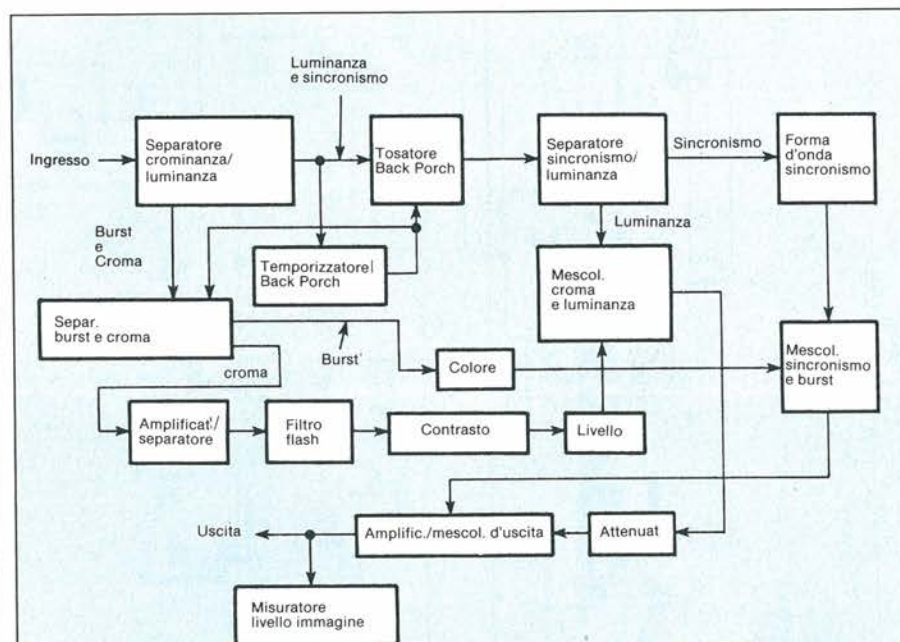 Luminanza
e sincronismo
Ingresso
Separatore
crominanza/
luminanza
Tosatore
Back Porch
Separatore
sincronismo/
luminanza
Sincronismo
Forma
d'onda
sincronismo
Burst
e
Croma
Temporizzatore
Back Porch
Luminanza
Mescol.
croma
e luminanza
Separ.
burst e croma
Burst
croma
Colore
Mescol.
sincronismo
e burst
Amplificat./
separatore
Filtro
flash
Contrasto
Livello
Uscita
Amplific./mescol. d'uscita
Attenuat
Misuratore
livello immagine